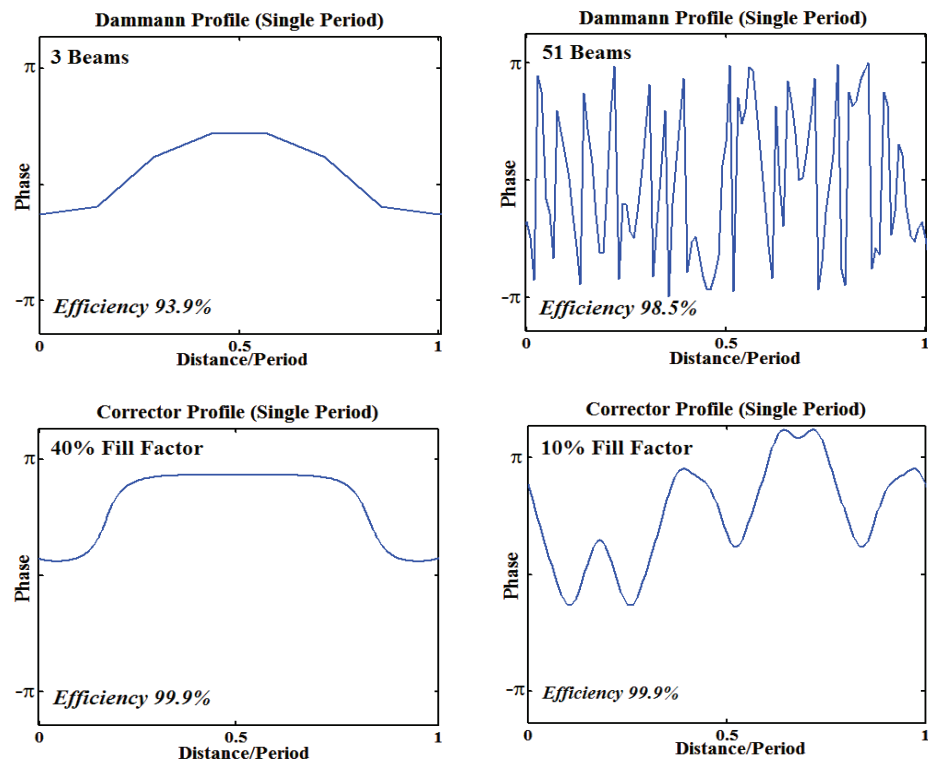 Dammann Profile (Single Period)
3 Beams
π
Phase
-π
Efficiency 93.9%
0
0.5
1
Distance/Period
Dammann Profile (Single Period)
51 Beams
π
Phase
-π
Efficiency 98.5%
0
0.5
1
Distance/Period
Corrector Profile (Single Period)
40% Fill Factor
π
Phase
-π
Efficiency 99.9%
0
0.5
1
Distance/Period
Corrector Profile (Single Period)
10% Fill Factor
π
Phase
-π
Efficiency 99.9%
0
0.5
1
Distance/Period